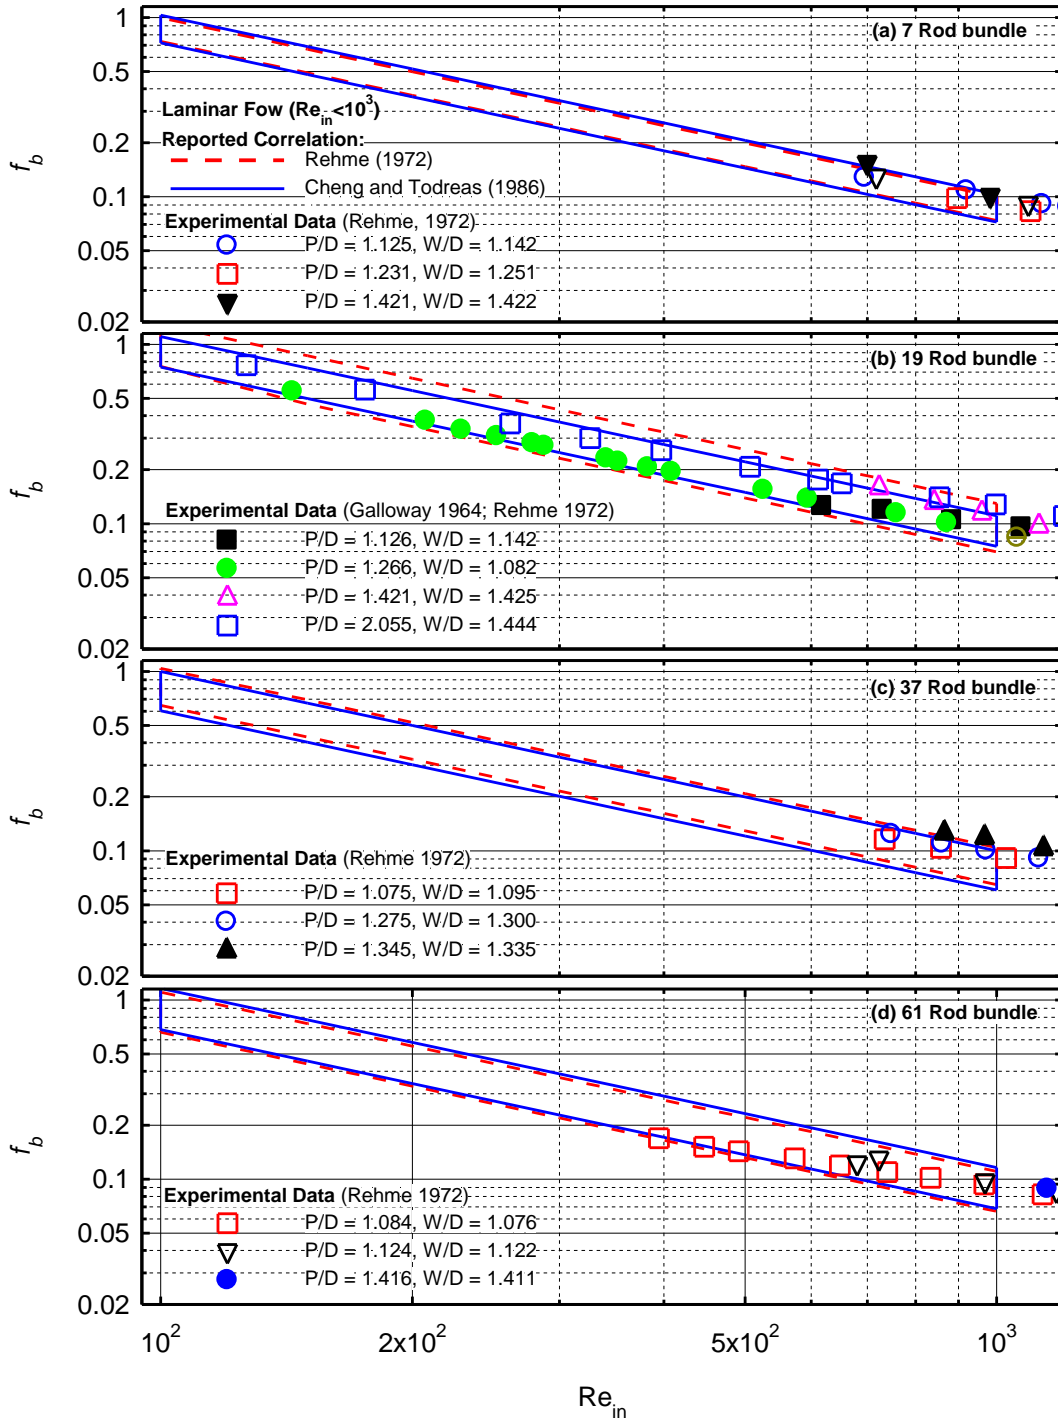 1
(a) 7 Rod bundle
0.5
Laminar Fow (Re_in<10^3)
0.2
Reported Correlation:
Rehme (1972)
f_b
Cheng and Todreas (1986)
0.1
Experimental Data (Rehme, 1972)
P/D = 1.125, W/D = 1.142
0.05
P/D = 1.231, W/D = 1.251
P/D = 1.421, W/D = 1.422
0.02
1
(b) 19 Rod bundle
0.5
f_b
0.2
Experimental Data (Galloway 1964; Rehme 1972)
0.1
P/D = 1.126, W/D = 1.142
P/D = 1.266, W/D = 1.082
0.05
P/D = 1.421, W/D = 1.425
P/D = 2.055, W/D = 1.444
0.02
1
(c) 37 Rod bundle
0.5
0.2
f_b
0.1
Experimental Data (Rehme 1972)
P/D = 1.075, W/D = 1.095
0.05
P/D = 1.275, W/D = 1.300
P/D = 1.345, W/D = 1.335
0.02
1
(d) 61 Rod bundle
0.5
0.2
f_b
0.1
Experimental Data (Rehme 1972)
P/D = 1.084, W/D = 1.076
0.05
P/D = 1.124, W/D = 1.122
P/D = 1.416, W/D = 1.411
0.02
10^2 2x10^2 5x10^2 10^3
Re_in